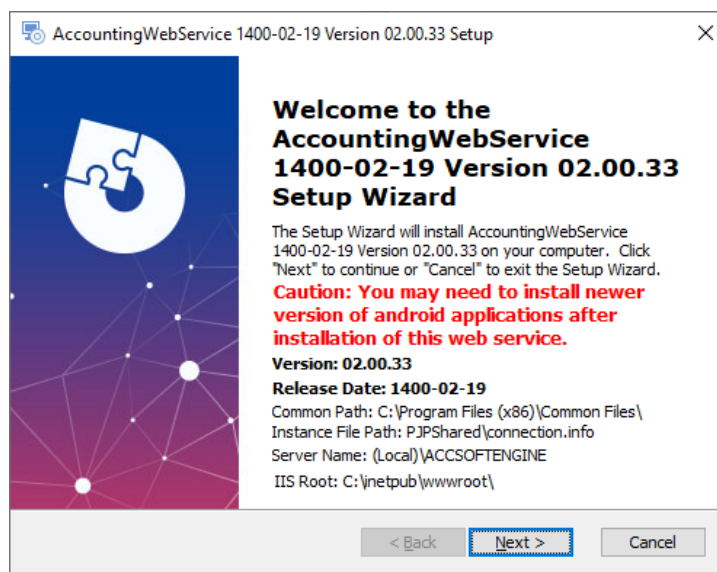 AccountingWebService 1400-02-19 Version 02.00.33 Setup
Welcome to the
AccountingWebService
1400-02-19 Version 02.00.33
Setup Wizard
The Setup Wizard will install AccountingWebService
1400-02-19 Version 02.00.33 on your computer.  Click
"Next" to continue or "Cancel" to exit the Setup Wizard.
Caution: You may need to install newer
version of android applications after
installation of this web service.
Version: 02.00.33
Release Date: 1400-02-19
Common Path: C:\Program Files (x86)\Common Files\
Instance File Path: PJPShared\connection.info
Server Name: (Local)\ACCSOFTENGINE
IIS Root: C:\inetpub\wwwroot\
< Back
Next >
Cancel